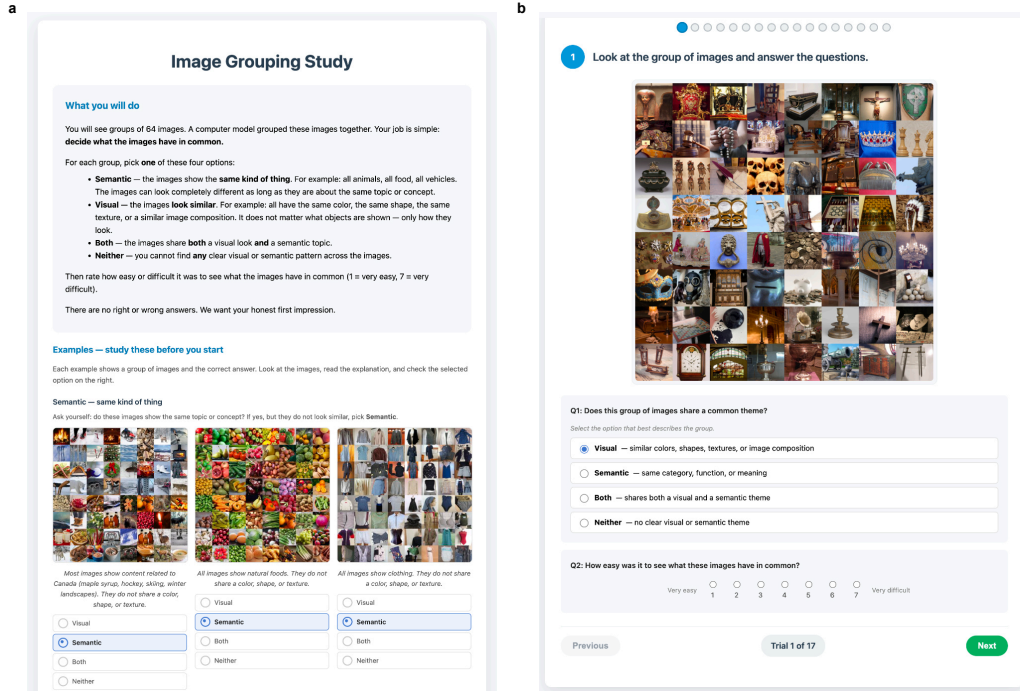 a
Image Grouping Study
What you will do
You will see groups of 64 images. A computer model grouped these images together. Your job is simple:
decide what the images have in common.
For each group, pick one of these four options:
• Semantic — the images show the same kind of thing. For example: all animals, all food, all vehicles.
The images can look completely different as long as they are about the same topic or concept.
• Visual — the images look similar. For example: all have the same color, the same shape, the same
texture, or a similar image composition. It does not matter what objects are shown — only how they
look.
• Both — the images share both a visual look and a semantic topic.
• Neither — you cannot find any clear visual or semantic pattern across the images.
Then rate how easy or difficult it was to see what the images have in common (1 = very easy, 7 = very
difficult).
There are no right or wrong answers. We want your honest first impression.
Examples — study these before you start
Each example shows a group of images and the correct answer. Look at the images, read the explanation, and check the selected
option on the right.
Semantic — same kind of thing
Ask yourself: do these images show the same topic or concept? If yes, but they do not look similar, pick Semantic.
Most images show content related to
Canada (maple syrup, hockey, skiing, winter
landscapes). They do not share a color,
shape, or texture.
Visual
Semantic
Both
Neither
All images show natural foods. They do not
share a color, shape, or texture.
Visual
Semantic
Both
Neither
All images show clothing. They do not share
a color, shape, or texture.
Visual
Semantic
Both
Neither
b
1 Look at the group of images and answer the questions.
Q1: Does this group of images share a common theme?
Select the option that best describes the group.
Visual — similar colors, shapes, textures, or image composition
Semantic — same category, function, or meaning
Both — shares both a visual and a semantic theme
Neither — no clear visual or semantic theme
Q2: How easy was it to see what these images have in common?
Very easy 1 2 3 4 5 6 7 Very difficult
Previous Trial 1 of 17 Next